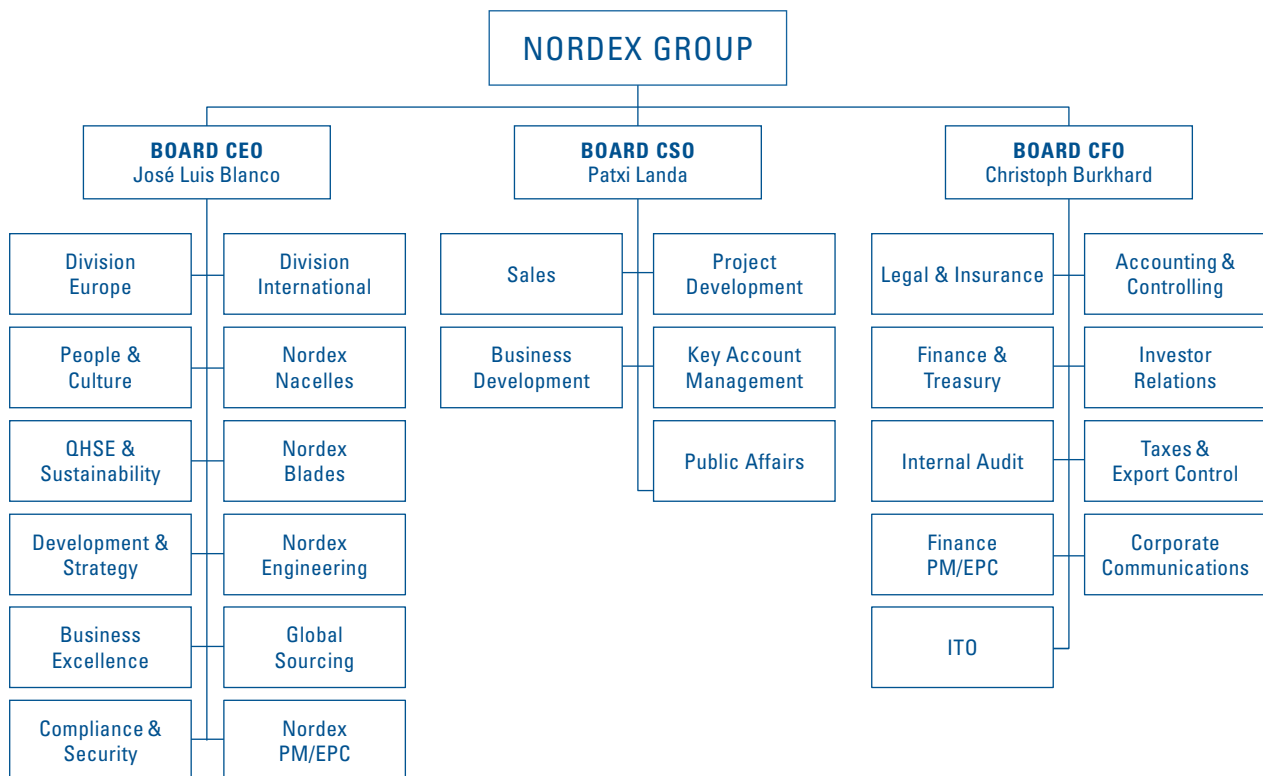 NORDEX GROUP
BOARD CEO
José Luis Blanco
BOARD CSO
Patxi Landa
BOARD CFO
Christoph Burkhard
Division
Europe
Division
International
People &
Culture
Nordex
Nacelles
QHSE &
Sustainability
Nordex
Blades
Development &
Strategy
Nordex
Engineering
Business
Excellence
Global
Sourcing
Compliance &
Security
Nordex
PM/EPC
Sales
Project
Development
Business
Development
Key Account
Management
Public Affairs
Legal & Insurance
Accounting &
Controlling
Finance &
Treasury
Investor
Relations
Internal Audit
Taxes &
Export Control
Finance
PM/EPC
Corporate
Communications
ITO